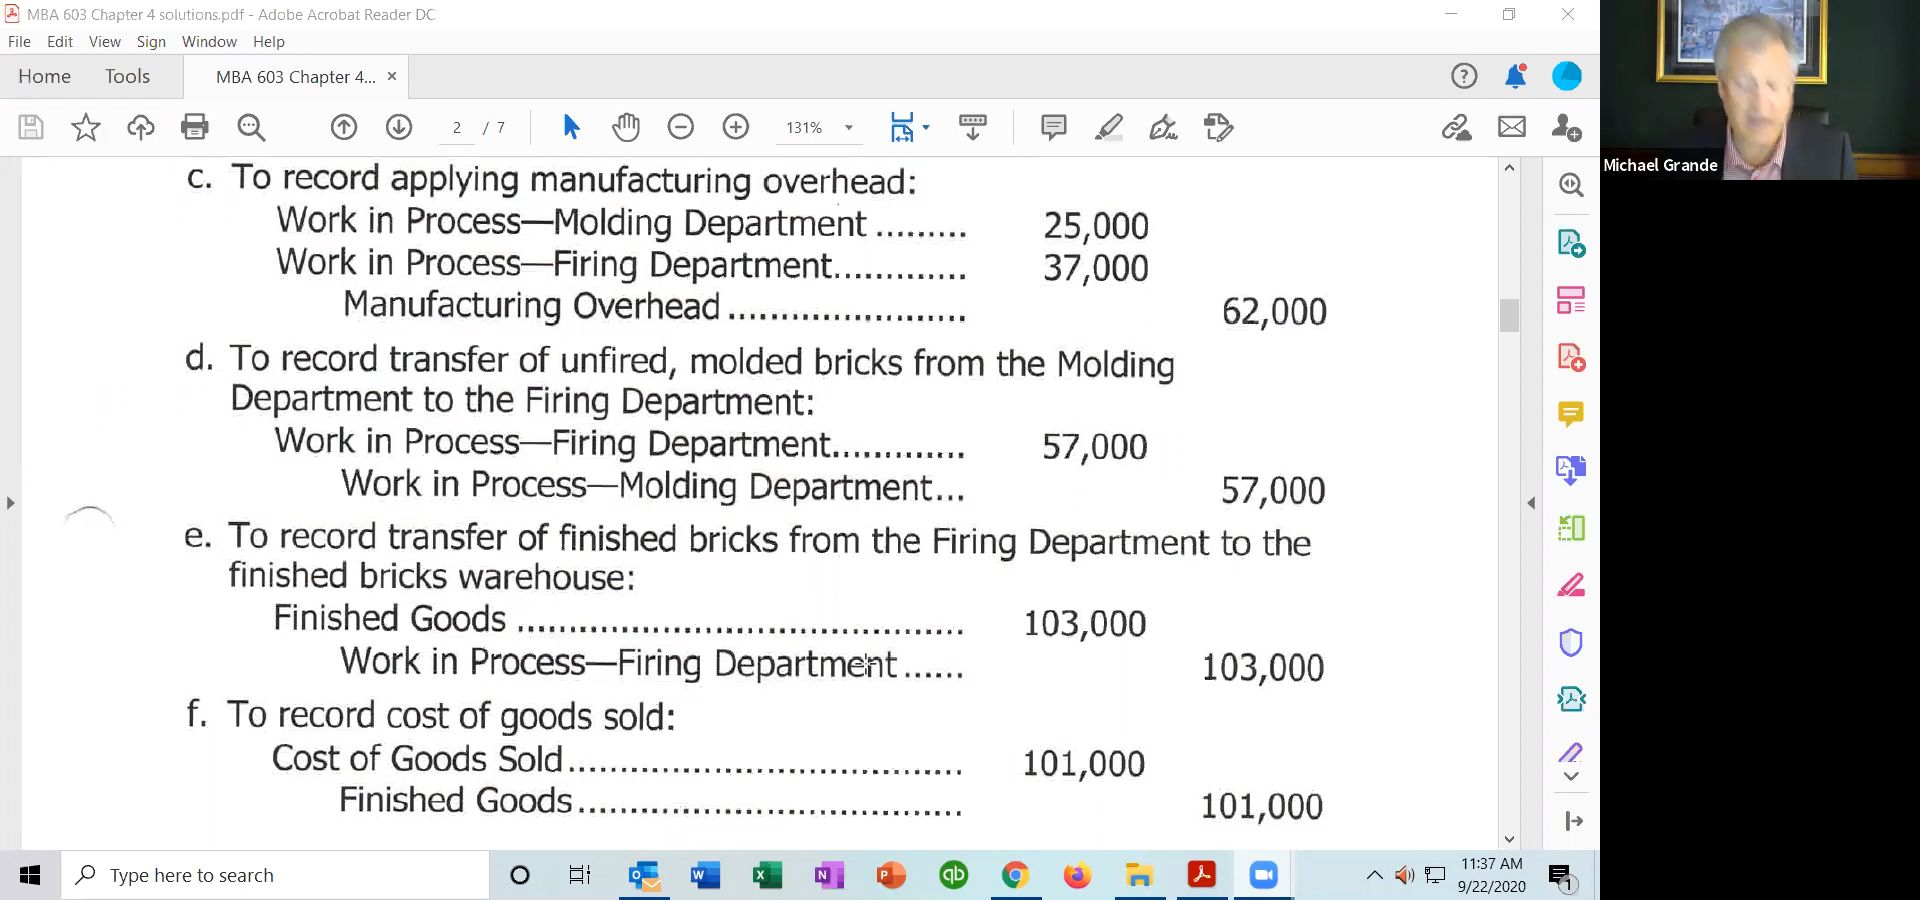 MBA 603 Chapter 4 solutions.pdf - Adobe Acrobat Reader DC
File Edit View Sign Window Help
Home Tools MBA 603 Chapter 4... ×
2 / 7 131%
Michael Grande
c. To record applying manufacturing overhead:
Work in Process—Molding Department ......... 25,000
Work in Process—Firing Department............. 37,000
Manufacturing Overhead ....................... 62,000
d. To record transfer of unfired, molded bricks from the Molding
Department to the Firing Department:
Work in Process—Firing Department............. 57,000
Work in Process—Molding Department... 57,000
e. To record transfer of finished bricks from the Firing Department to the
finished bricks warehouse:
Finished Goods ........................................... 103,000
Work in Process—Firing Department ...... 103,000
f. To record cost of goods sold:
Cost of Goods Sold...................................... 101,000
Finished Goods..................................... 101,000
Type here to search
11:37 AM
9/22/2020
1